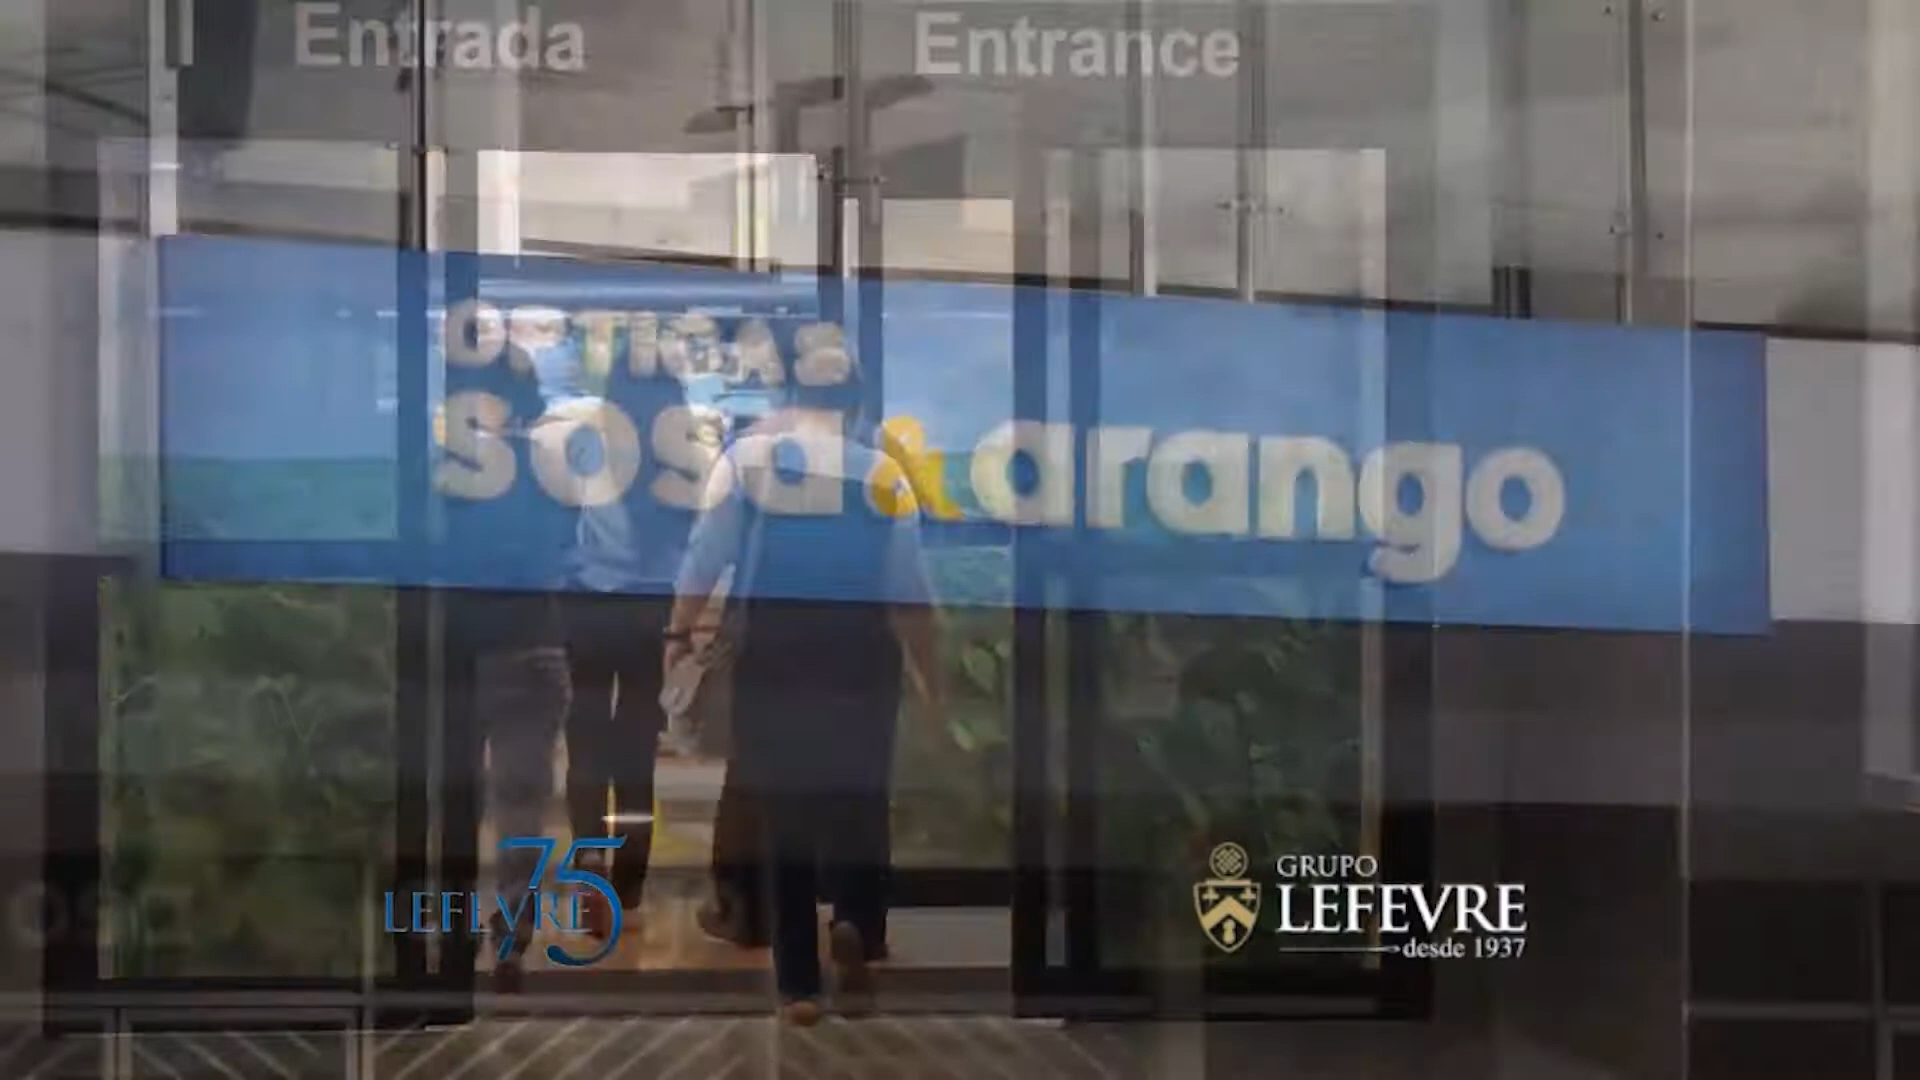 Entrada Entrance
OPTICAS
sosa & arango
75
LEFEVRE
GRUPO
LEFEVRE
desde 1937